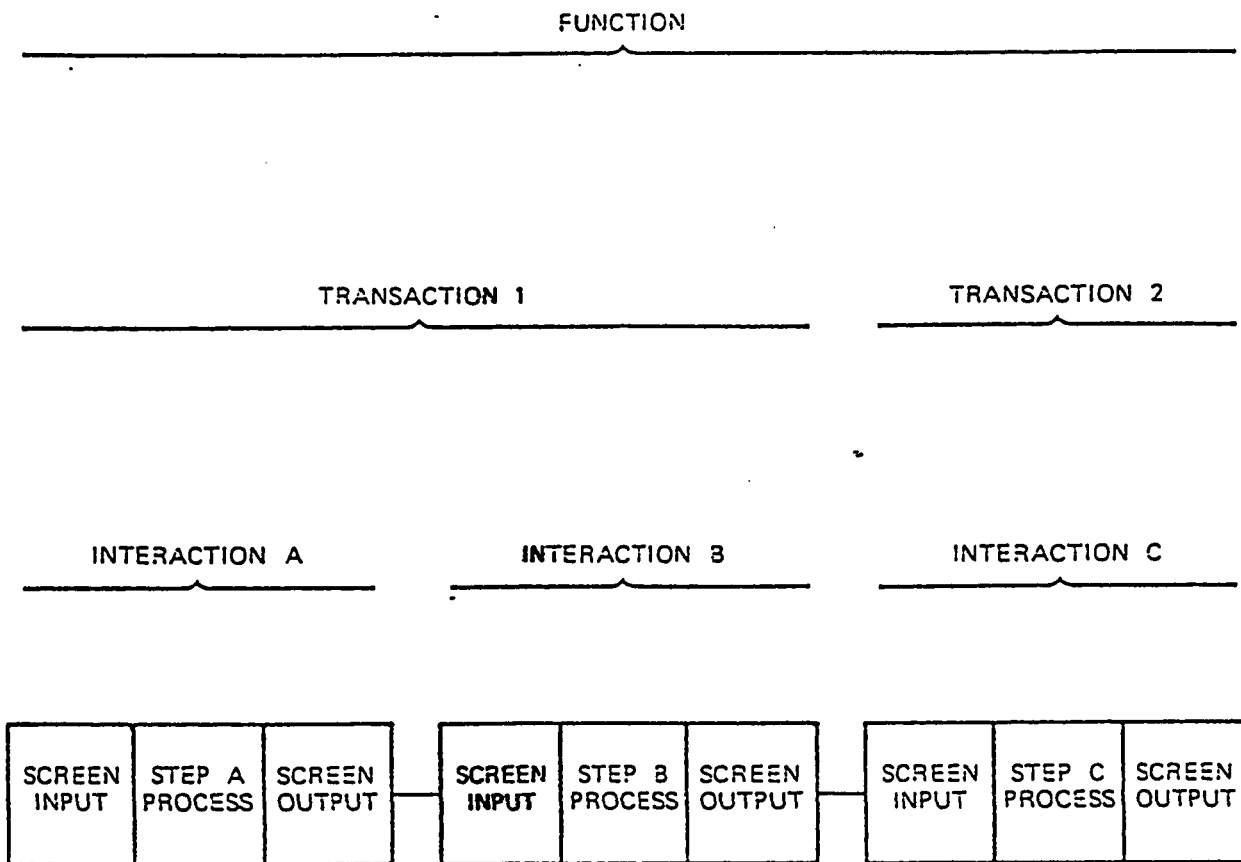 FUNCTION
TRANSACTION 1
TRANSACTION 2
INTERACTION A
INTERACTION B
INTERACTION C
SCREEN
INPUT
STEP A
PROCESS
SCREEN
OUTPUT
SCREEN
INPUT
STEP B
PROCESS
SCREEN
OUTPUT
SCREEN
INPUT
STEP C
PROCESS
SCREEN
OUTPUT